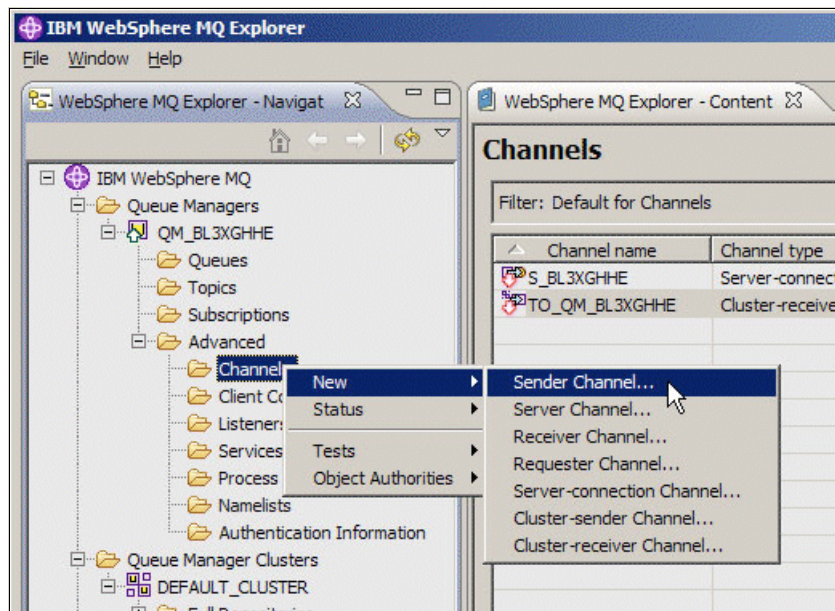 IBM WebSphere MQ Explorer
File Window Help
WebSphere MQ Explorer - Navigat
IBM WebSphere MQ
Queue Managers
QM_BL3XGHHE
Queues
Topics
Subscriptions
Advanced
Channel
Client Co
Listener
Services
Process
Namelists
Authentication Information
Queue Manager Clusters
DEFAULT_CLUSTER
New
Status
Tests
Object Authorities
Sender Channel...
Server Channel...
Receiver Channel...
Requester Channel...
Server-connection Channel...
Cluster-sender Channel...
Cluster-receiver Channel...
WebSphere MQ Explorer - Content
Channels
Filter: Default for Channels
Channel name Channel type
S_BL3XGHHE Server-connect
TO_QM_BL3XGHHE Cluster-receive